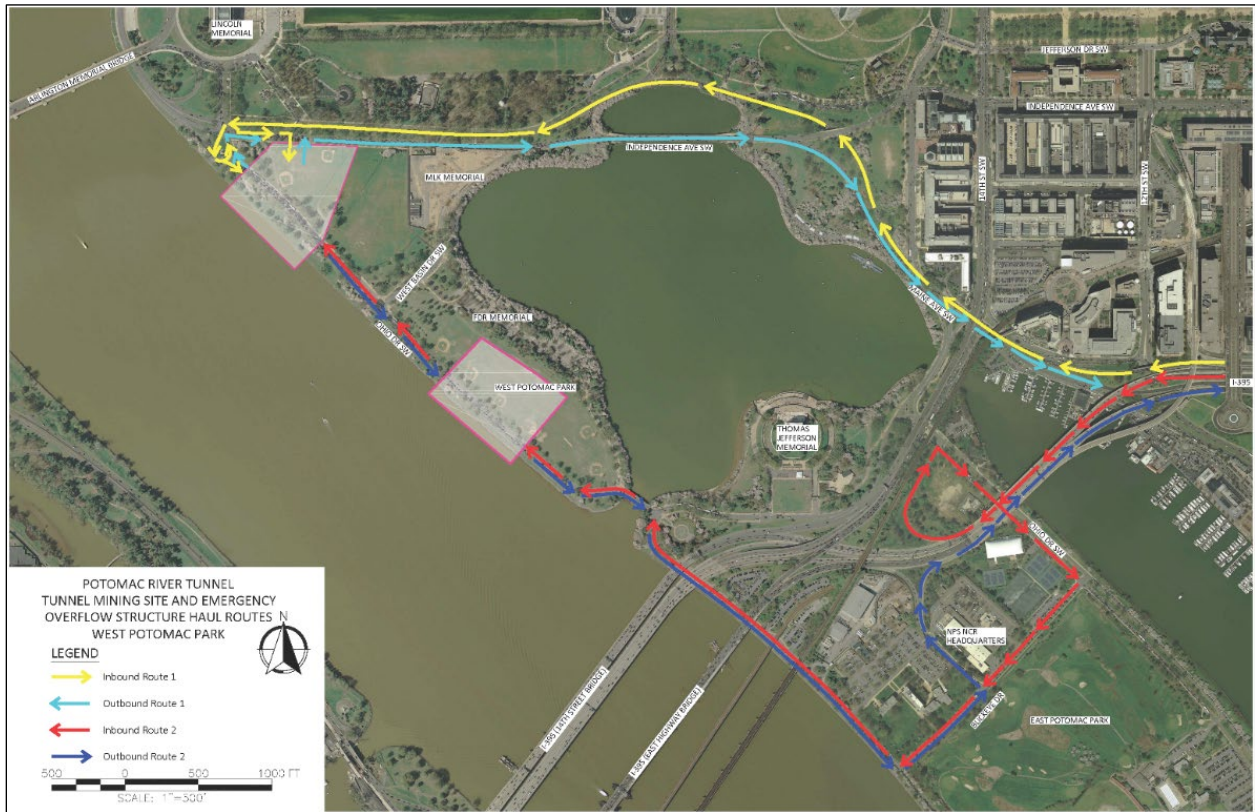 LINCOLN
MEMORIAL
ARLINGTON MEMORIAL BRIDGE
JEFFERSON DR SW
INDEPENDENCE AVE SW
INDEPENDENCE AVE SW
14TH ST SW
12TH ST SW
MLK MEMORIAL
WEST BASIN DR SW
MAINE AVE SW
FDR MEMORIAL
OHIO DR SW
WEST POTOMAC PARK
I-395
THOMAS
JEFFERSON
MEMORIAL
OHIO DR SW
NPS NCR
HEADQUARTERS
BUCKEYE DR
EAST POTOMAC PARK
I-395 (14TH STREET BRIDGE)
I-395 (EAST HIGHWAY BRIDGE)
POTOMAC RIVER TUNNEL
TUNNEL MINING SITE AND EMERGENCY
OVERFLOW STRUCTURE HAUL ROUTES
WEST POTOMAC PARK
N
LEGEND
Inbound Route 1
Outbound Route 1
Inbound Route 2
Outbound Route 2
500 0 500 1000 FT
SCALE: 1"=500'